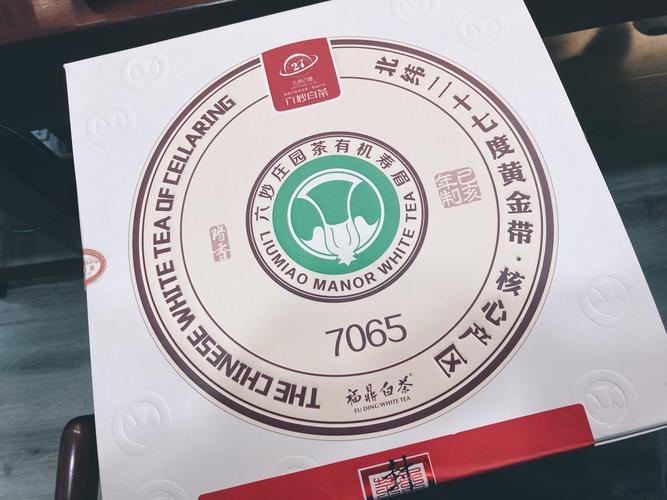 27°
六妙白茶
THE CHINESE WHITE TEA OF CELLARING
北纬二十七度黄金带·核心产区
六妙庄园茶有机寿眉
LIUMIAO MANOR WHITE TEA
己亥
年制
7065
福鼎白茶
FU DING WHITE TEA
封